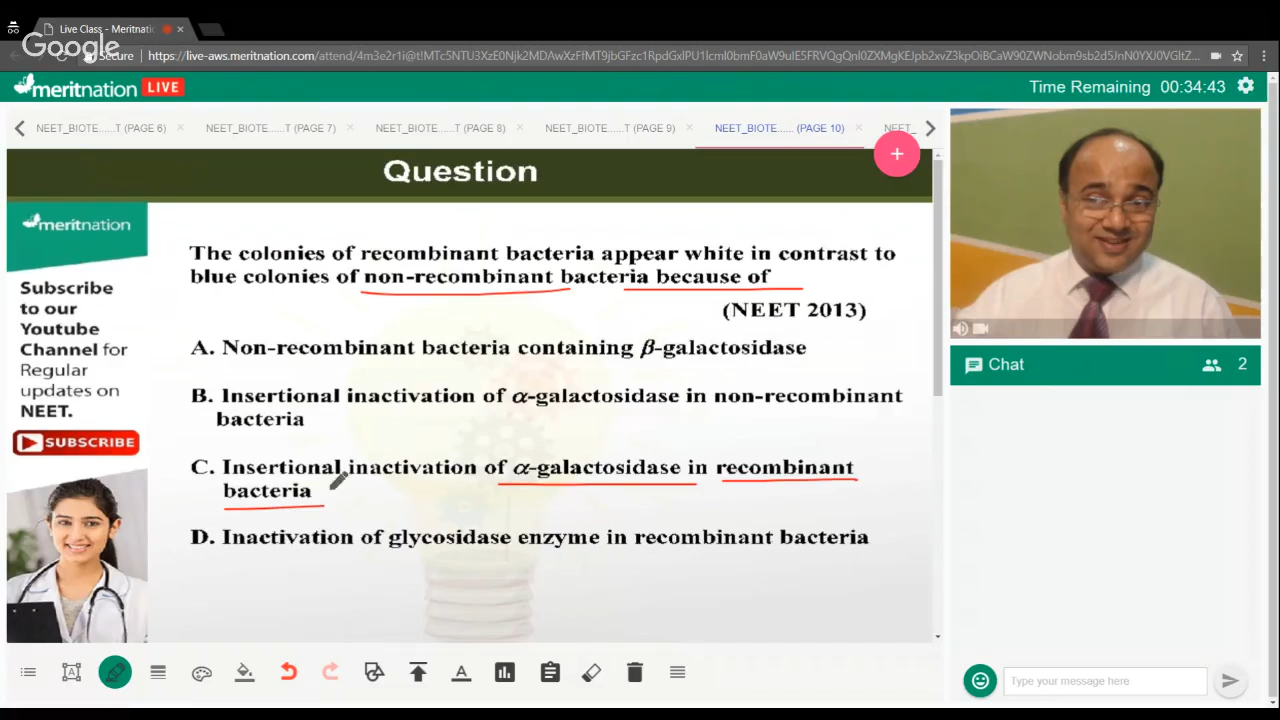 Live Class - Meritnatio
Google
Secure
https://live-aws.meritnation.com/attend/
meritnation LIVE
Time Remaining 00:34:43
NEET_BIOTE......T (PAGE 6)
NEET_BIOTE......T (PAGE 7)
NEET_BIOTE......T (PAGE 8)
NEET_BIOTE......T (PAGE 9)
NEET_BIOTE...... (PAGE 10)
NEET_
+
Question
meritnation
Subscribe
to our
Youtube
Channel for
Regular
updates on
NEET.
SUBSCRIBE
The colonies of recombinant bacteria appear white in contrast to
blue colonies of non-recombinant bacteria because of
(NEET 2013)
A. Non-recombinant bacteria containing β-galactosidase
B. Insertional inactivation of α-galactosidase in non-recombinant
bacteria
C. Insertional inactivation of α-galactosidase in recombinant
bacteria
D. Inactivation of glycosidase enzyme in recombinant bacteria
Chat
2
Type your message here